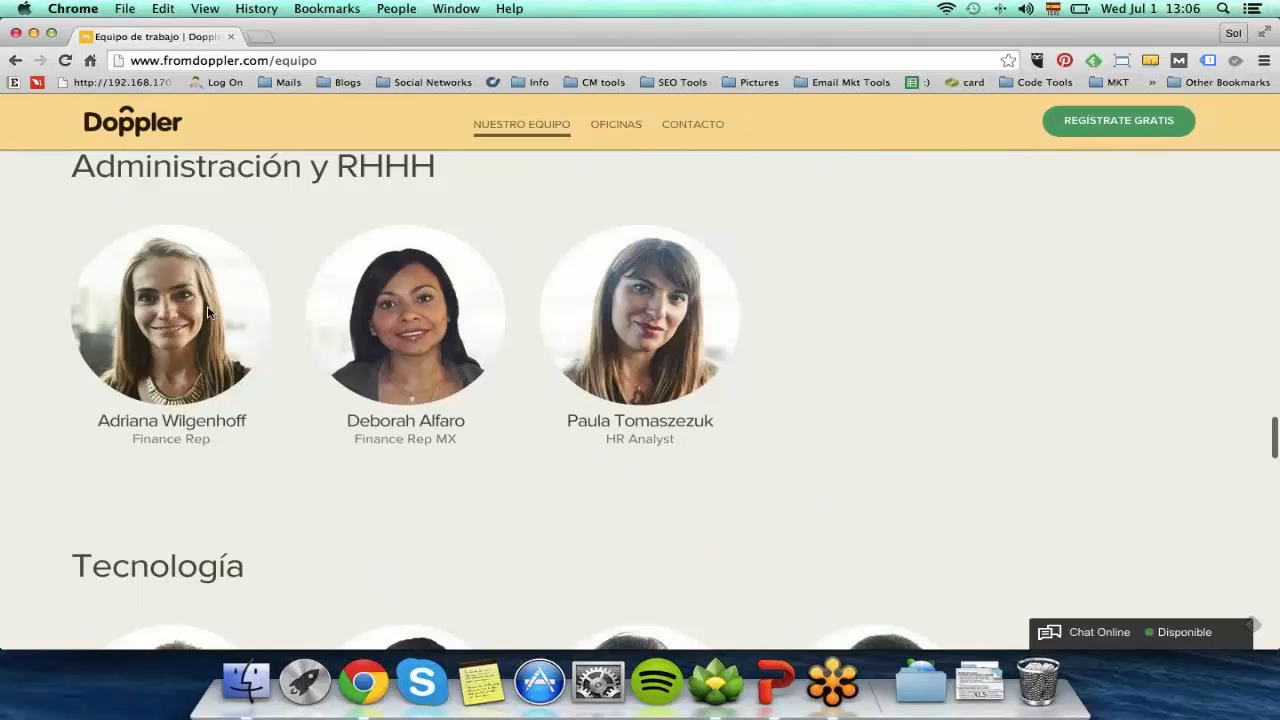 Chrome File Edit View History Bookmarks People Window Help Wed Jul 1 13:06
Equipo de trabajo | Dopple Sol
www.fromdoppler.com/equipo
http://192.168.170 Log On Mails Blogs Social Networks Info CM tools SEO Tools Pictures Email Mkt Tools :) card Code Tools MKT » Other Bookmarks
Doppler NUESTRO EQUIPO OFICINAS CONTACTO REGÍSTRATE GRATIS
Administración y RHHH
Adriana Wilgenhoff Deborah Alfaro Paula Tomaszezuk
Finance Rep Finance Rep MX HR Analyst
Tecnología
Chat Online Disponible
XLS